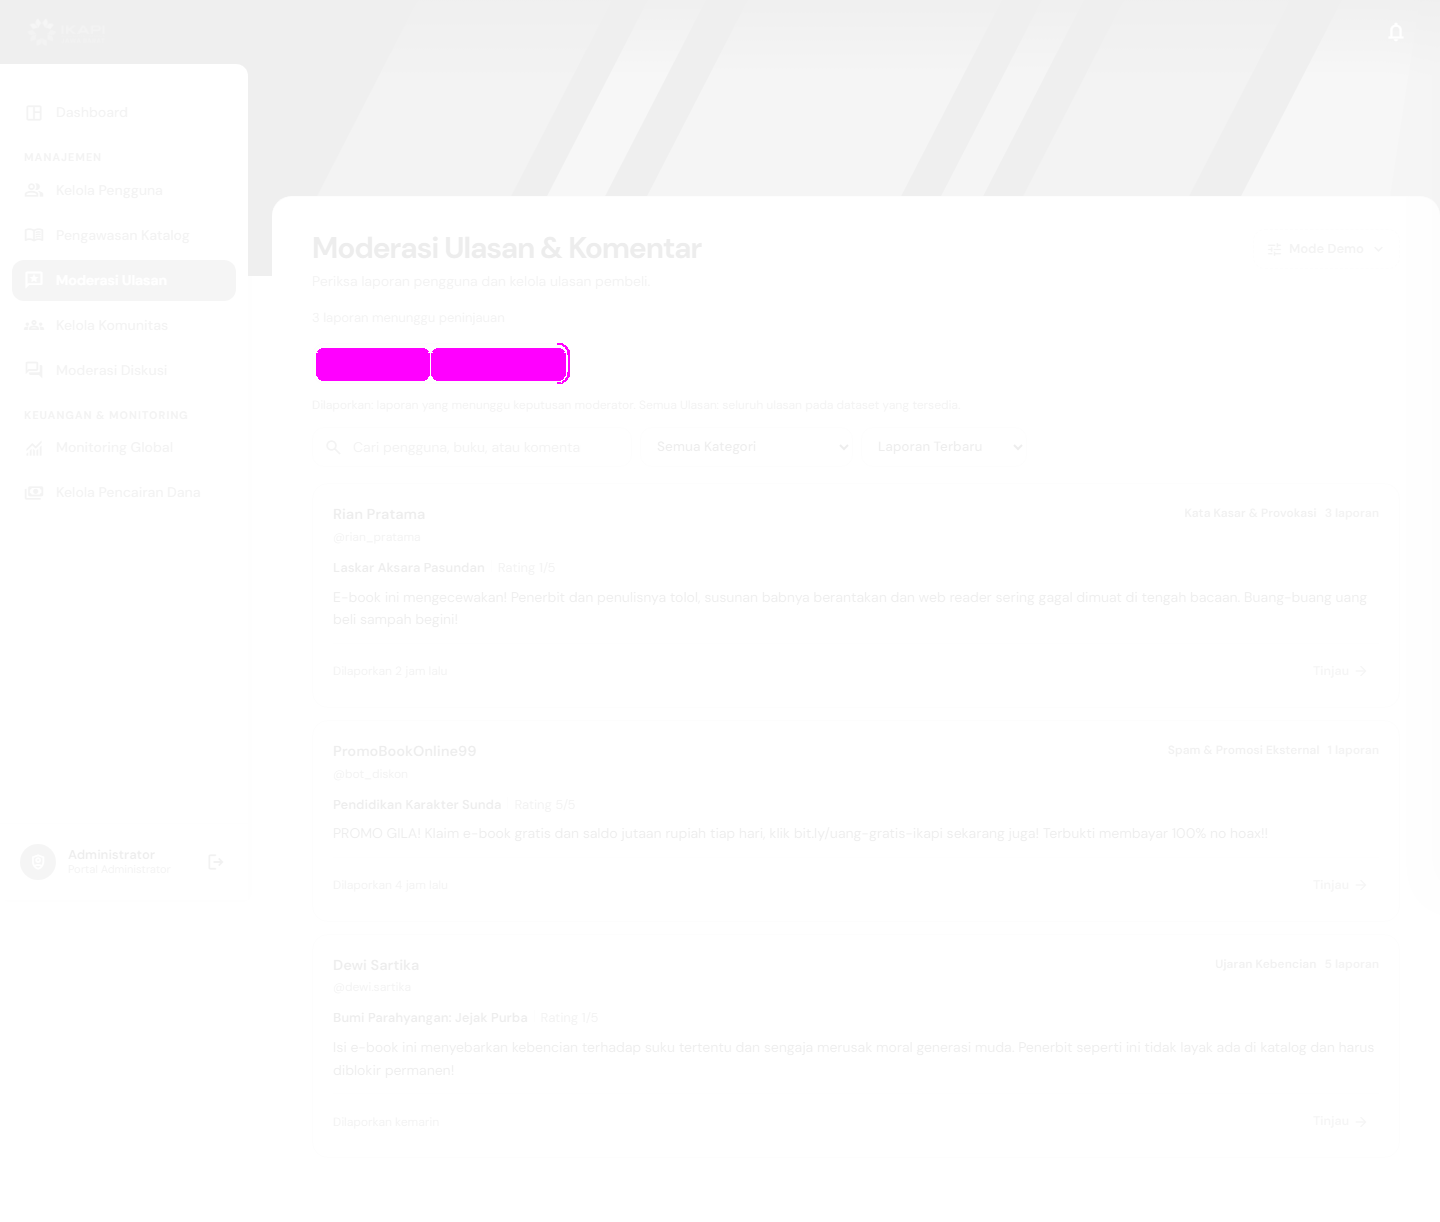 Dashboard
MANAJEMEN
Kelola Pengguna
Pengawasan Katalog
Moderasi Ulasan
Kelola Komunitas
Moderasi Diskusi
KEUANGAN & MONITORING
Monitoring Global
Kelola Pencairan Dana
Administrator
Portal Administrator
Moderasi Ulasan & Komentar
Mode Demo
Periksa laporan pengguna dan kelola ulasan pembeli.
3 laporan menunggu peninjauan
Dilaporkan: laporan yang menunggu keputusan moderator. Semua Ulasan: seluruh ulasan pada dataset yang tersedia.
Cari pengguna, buku, atau komenta
Semua Kategori
Laporan Terbaru
Rian Pratama
Kata Kasar & Provokasi 3 laporan
@rian_pratama
Laskar Aksara Pasundan Rating 1/5
E-book ini mengecewakan! Penerbit dan penulisnya tolol, susunan babnya berantakan dan web reader sering gagal dimuat di tengah bacaan. Buang-buang uang
beli sampah begini!
Dilaporkan 2 jam lalu
Tinjau →
PromoBookOnline99
Spam & Promosi Eksternal 1 laporan
@bot_diskon
Pendidikan Karakter Sunda Rating 5/5
PROMO GILA! Klaim e-book gratis dan saldo jutaan rupiah tiap hari, klik bit.ly/uang-gratis-ikapi sekarang juga! Terbukti membayar 100% no hoax!!
Dilaporkan 4 jam lalu
Tinjau →
Dewi Sartika
Ujaran Kebencian 5 laporan
@dewi.sartika
Bumi Parahyangan: Jejak Purba Rating 1/5
Isi e-book ini menyebarkan kebencian terhadap suku tertentu dan sengaja merusak moral generasi muda. Penerbit seperti ini tidak layak ada di katalog dan harus
diblokir permanen!
Dilaporkan kemarin
Tinjau →